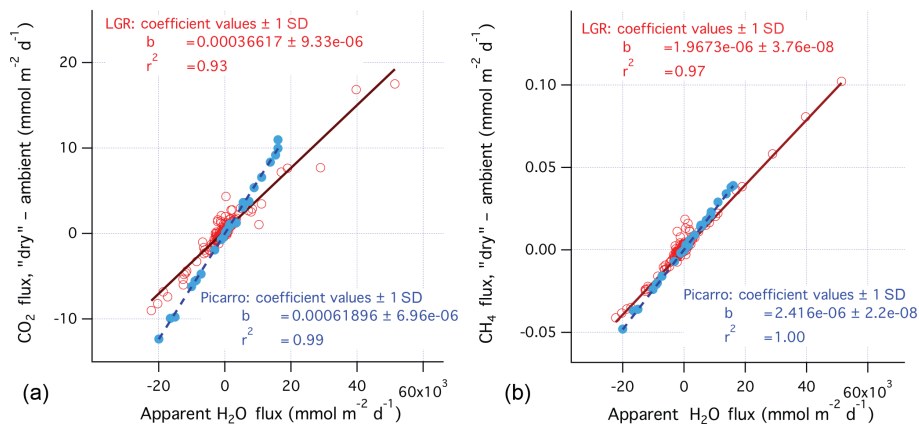 (a)
LGR: coefficient values ± 1 SD
b =0.00036617 ± 9.33e-06
r² =0.93
20
10
0
-10
CO₂ flux, "dry" – ambient (mmol m⁻² d⁻¹)
Picarro: coefficient values ± 1 SD
b =0.00061896 ± 6.96e-06
r² =0.99
-20 0 20 40 60x10³
Apparent H₂O flux (mmol m⁻² d⁻¹)
(b)
LGR: coefficient values ± 1 SD
b =1.9673e-06 ± 3.76e-08
r² =0.97
0.10
0.05
0.00
-0.05
CH₄ flux, "dry" – ambient (mmol m⁻² d⁻¹)
Picarro: coefficient values ± 1 SD
b =2.416e-06 ± 2.2e-08
r² =1.00
-20 0 20 40 60x10³
Apparent H₂O flux (mmol m⁻² d⁻¹)